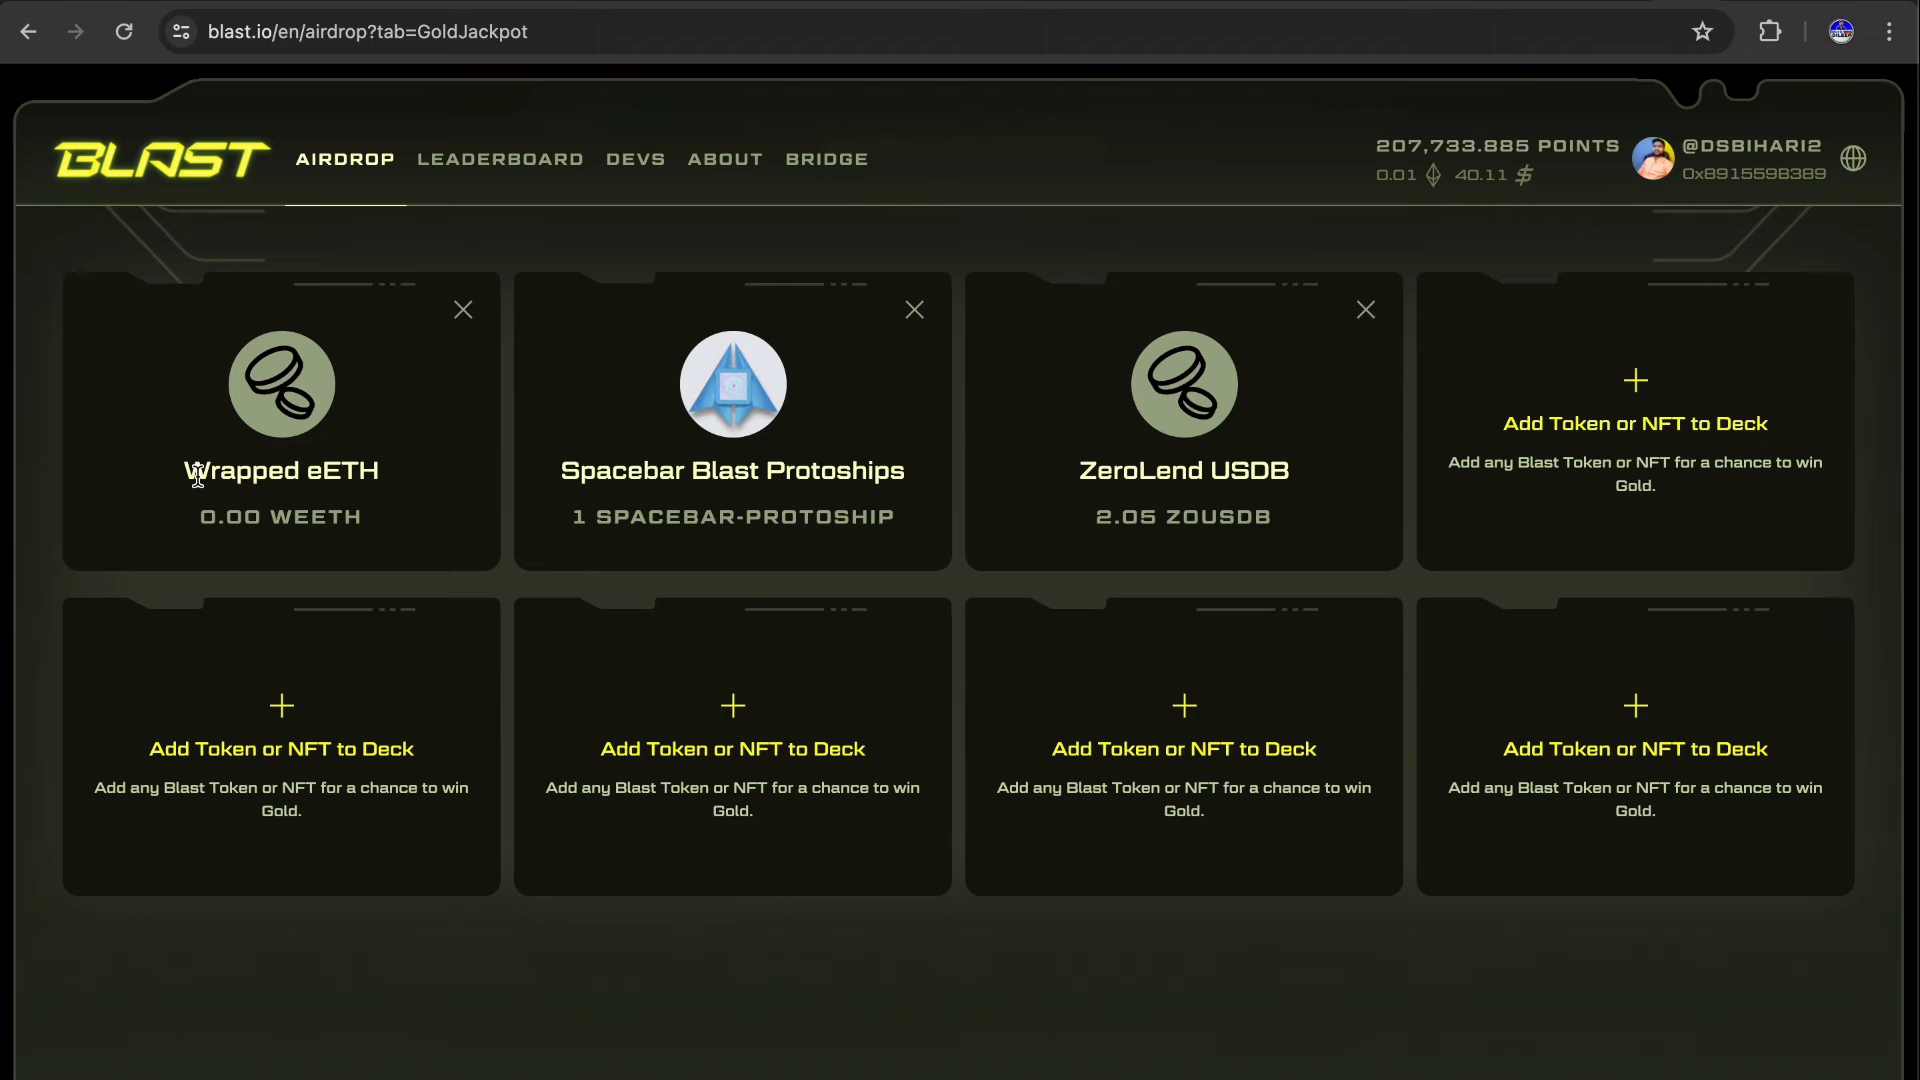 blast.io/en/airdrop?tab=GoldJackpot
BLAST
AIRDROP
LEADERBOARD
DEVS
ABOUT
BRIDGE
207,733.885 POINTS
0.01 40.11 $
@DSBIHARI2
0x891559B389
Wrapped eETH
0.00 WEETH
Spacebar Blast Protoships
1 SPACEBAR-PROTOSHIP
ZeroLend USDB
2.05 ZOUSDB
Add Token or NFT to Deck
Add any Blast Token or NFT for a chance to win
Gold.
Add Token or NFT to Deck
Add any Blast Token or NFT for a chance to win
Gold.
Add Token or NFT to Deck
Add any Blast Token or NFT for a chance to win
Gold.
Add Token or NFT to Deck
Add any Blast Token or NFT for a chance to win
Gold.
Add Token or NFT to Deck
Add any Blast Token or NFT for a chance to win
Gold.